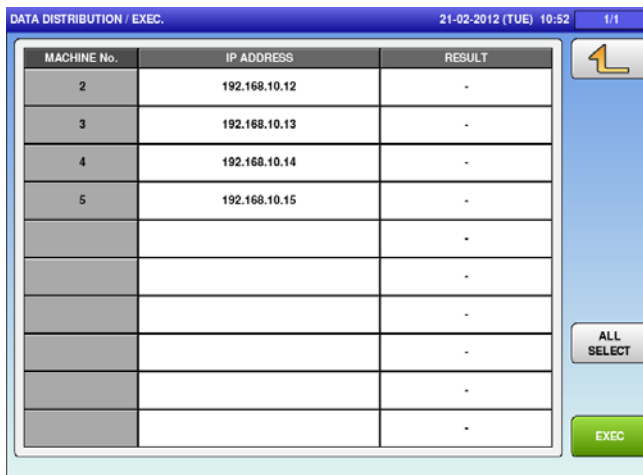 DATA DISTRIBUTION / EXEC. 21-02-2012 (TUE) 10:52 1/1
MACHINE No. IP ADDRESS RESULT
2 192.168.10.12 -
3 192.168.10.13 -
4 192.168.10.14 -
5 192.168.10.15 -
-
-
-
-
-
-
ALL
SELECT
EXEC